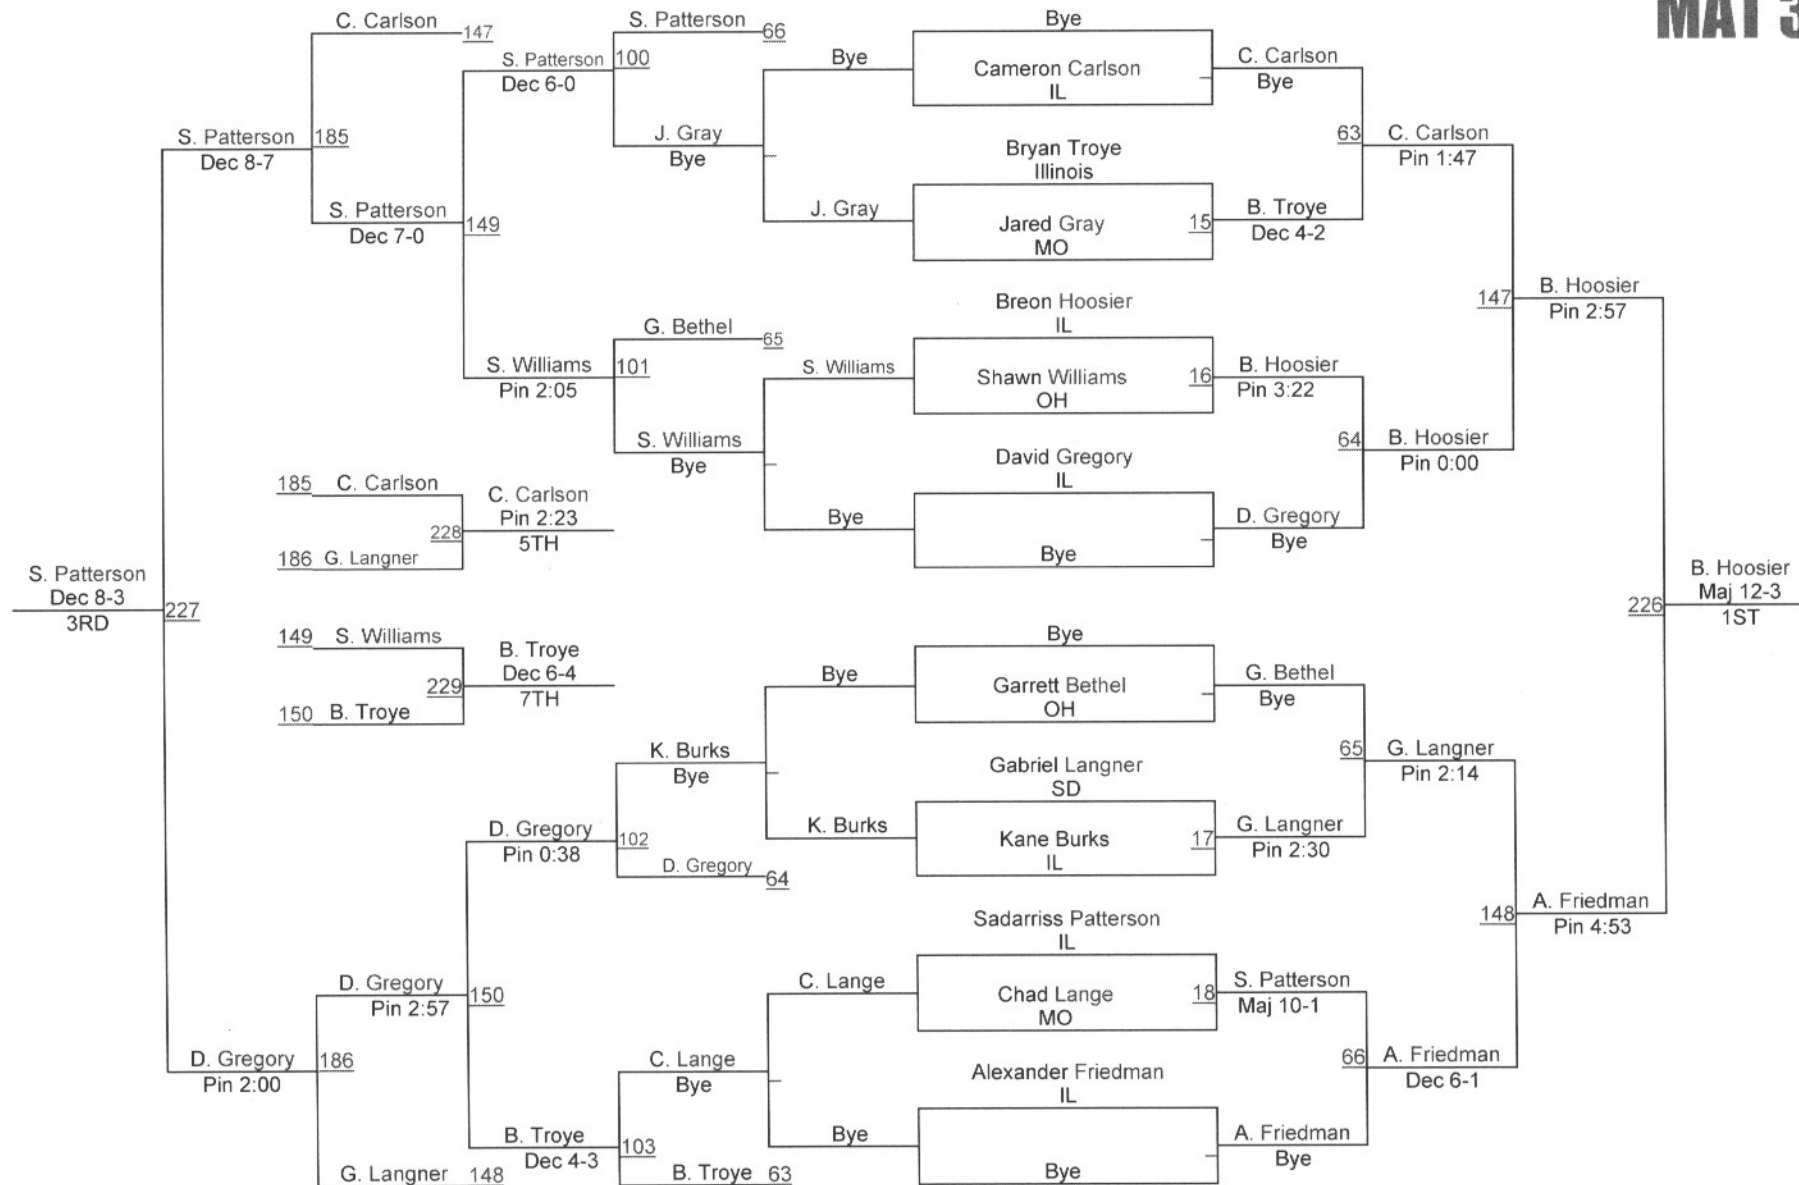 MAT 3
C. Carlson
147
S. Patterson
66
Bye
S. Patterson
Dec 6-0
100
Bye
Cameron Carlson
IL
C. Carlson
Bye
S. Patterson
Dec 8-7
185
J. Gray
Bye
Bryan Troye
Illinois
63
C. Carlson
Pin 1:47
S. Patterson
Dec 7-0
149
J. Gray
Jared Gray
MO
15
B. Troye
Dec 4-2
Breon Hoosier
IL
147
B. Hoosier
Pin 2:57
G. Bethel
65
S. Williams
Pin 2:05
101
S. Williams
Shawn Williams
OH
16
B. Hoosier
Pin 3:22
S. Williams
Bye
David Gregory
IL
64
B. Hoosier
Pin 0:00
185
C. Carlson
C. Carlson
Pin 2:23
5TH
228
186
G. Langner
Bye
Bye
D. Gregory
Bye
S. Patterson
Dec 8-3
3RD
227
226
B. Hoosier
Maj 12-3
1ST
149
S. Williams
B. Troye
Dec 6-4
7TH
229
150
B. Troye
Bye
Bye
Garrett Bethel
OH
G. Bethel
Bye
K. Burks
Bye
Gabriel Langner
SD
65
G. Langner
Pin 2:14
D. Gregory
Pin 0:38
102
K. Burks
Kane Burks
IL
17
G. Langner
Pin 2:30
D. Gregory
64
Sadarriss Patterson
IL
148
A. Friedman
Pin 4:53
D. Gregory
Pin 2:57
150
C. Lange
Chad Lange
MO
18
S. Patterson
Maj 10-1
D. Gregory
Pin 2:00
186
C. Lange
Bye
Alexander Friedman
IL
66
A. Friedman
Dec 6-1
B. Troye
Dec 4-3
103
Bye
Bye
A. Friedman
Bye
G. Langner
148
B. Troye
63